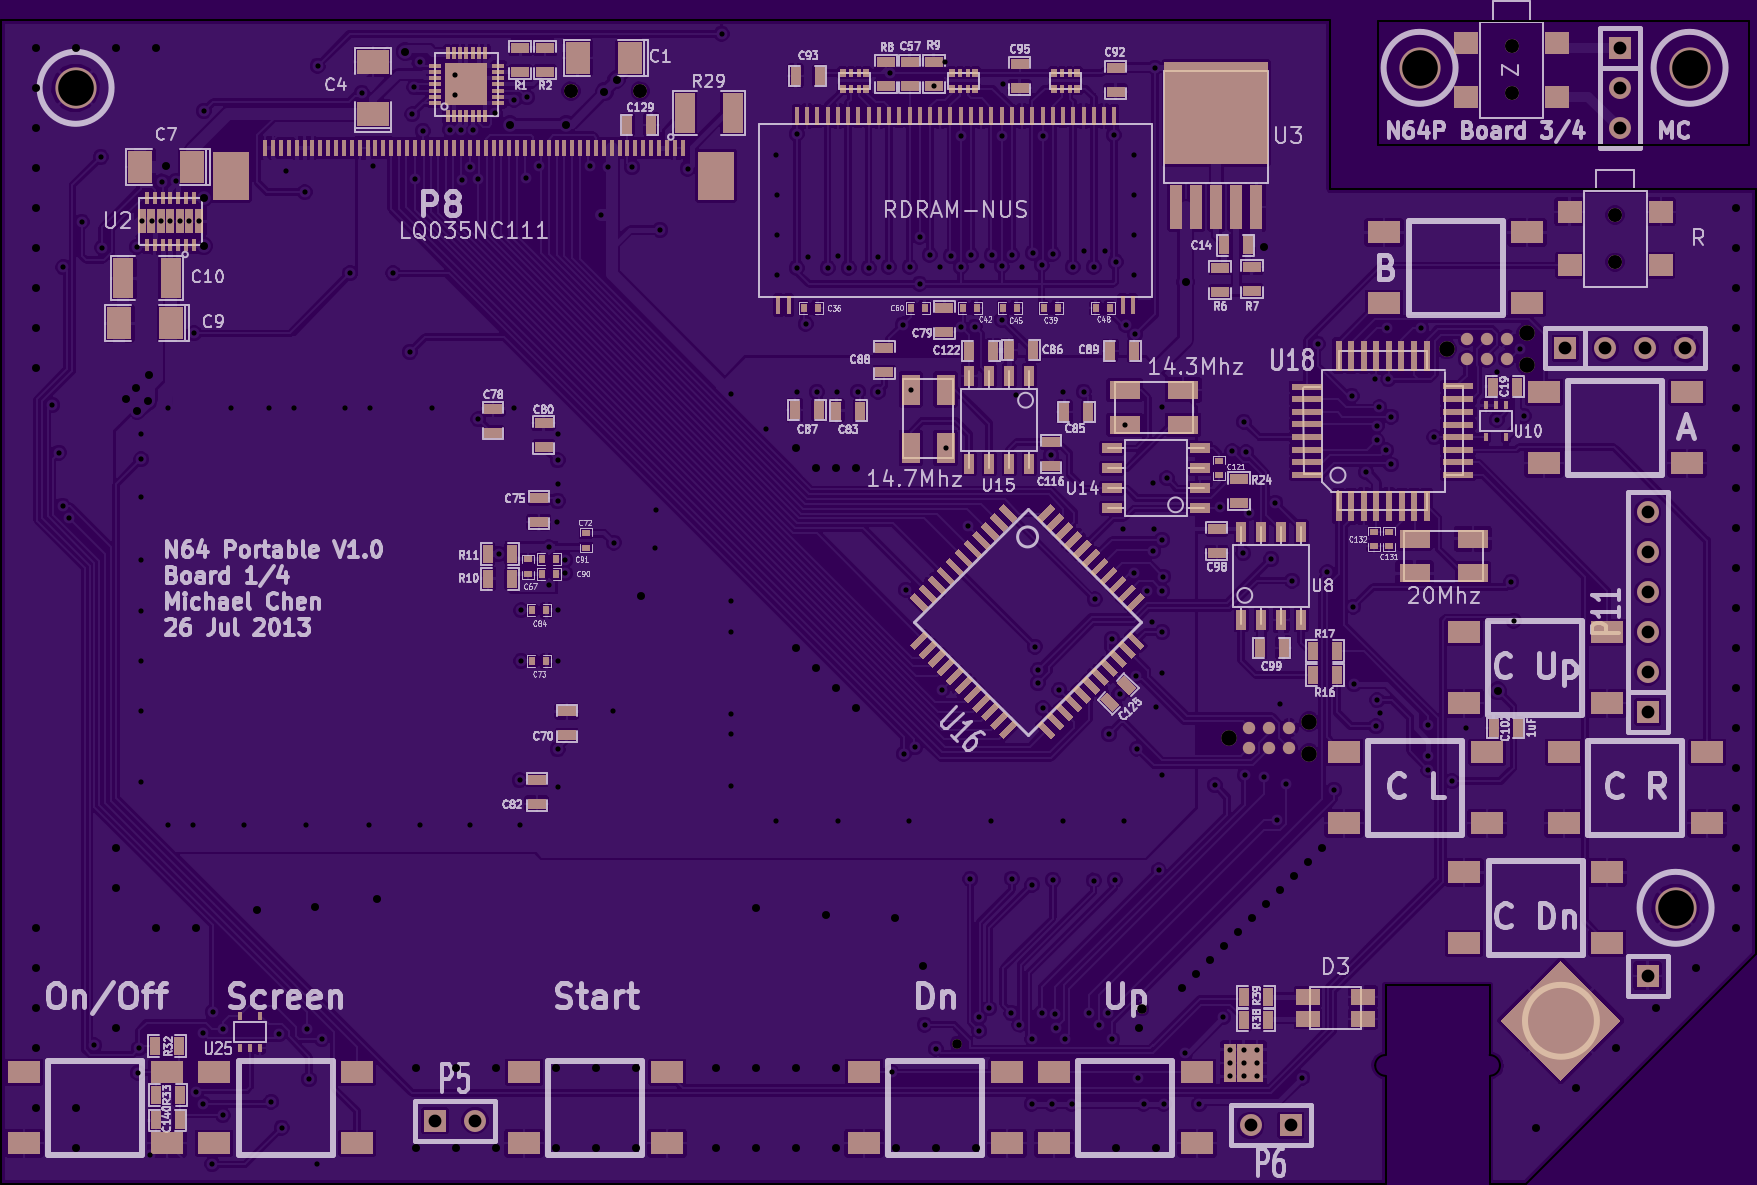 C93
R8
C57
R9
C95
C92
C1
C4
R1
R2
R29
C129
Z
N64P Board 3/4
MC
C7
U3
U2
P8
LQ035NC111
RDRAM-NUS
R
C14
B
C10
R6
R7
C9
C36
C60
C79
C42
C45
C39
C48
C88
C122
C86
C89
14.3Mhz
U18
C19
C78
C80
C87
C83
C85
U10
A
14.7Mhz
U15
C116
U14
C121
R24
C75
C72
N64 Portable V1.0
Board 1/4
Michael Chen
26 Jul 2013
R11
R10
C91
C90
C67
C84
C73
C98
U8
C132
C131
20Mhz
P11
R17
C99
R16
C Up
C125
U16
C70
C102
1uF
C82
C L
C R
C Dn
D3
On/Off
Screen
Start
Dn
Up
R39
R38
U25
R32
R33
C140
P5
P6